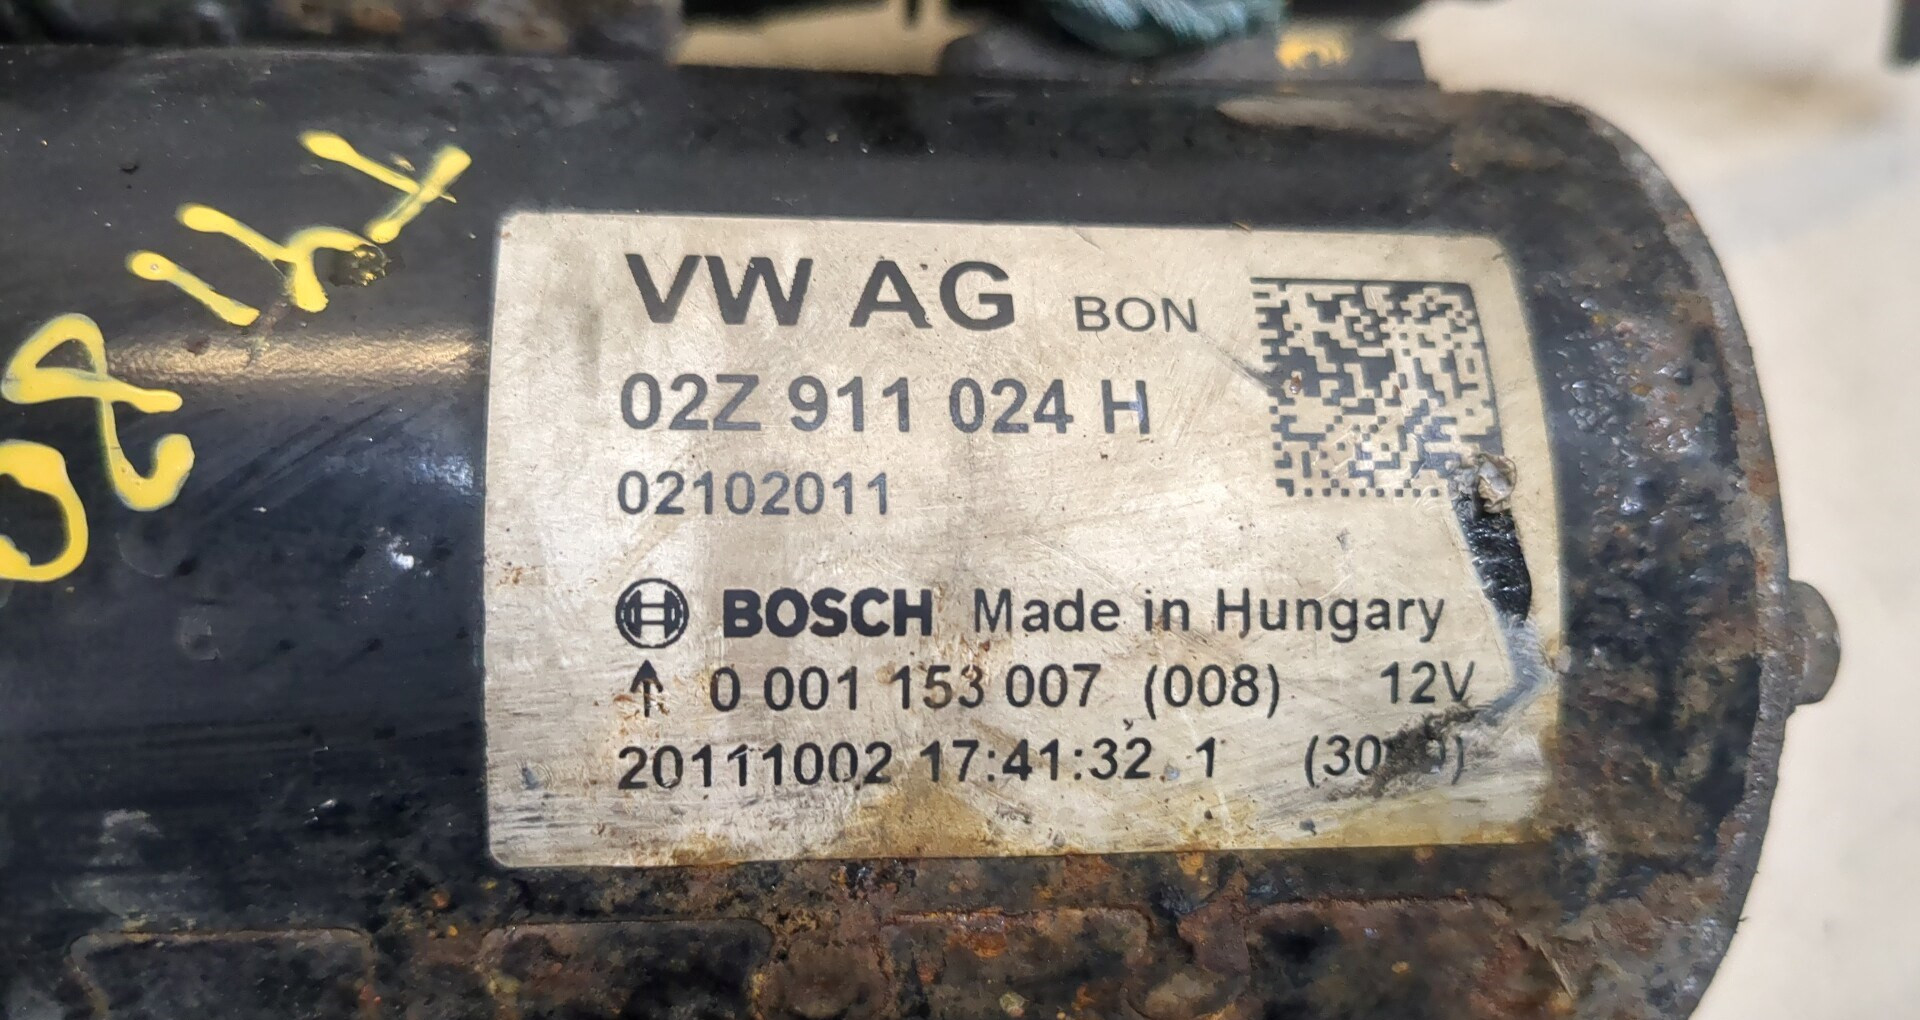 VW AG BON
02Z 911 024 H
02102011
BOSCH Made in Hungary
↑ 0 001 153 007 (008) 12V
20111002 17:41:32 1